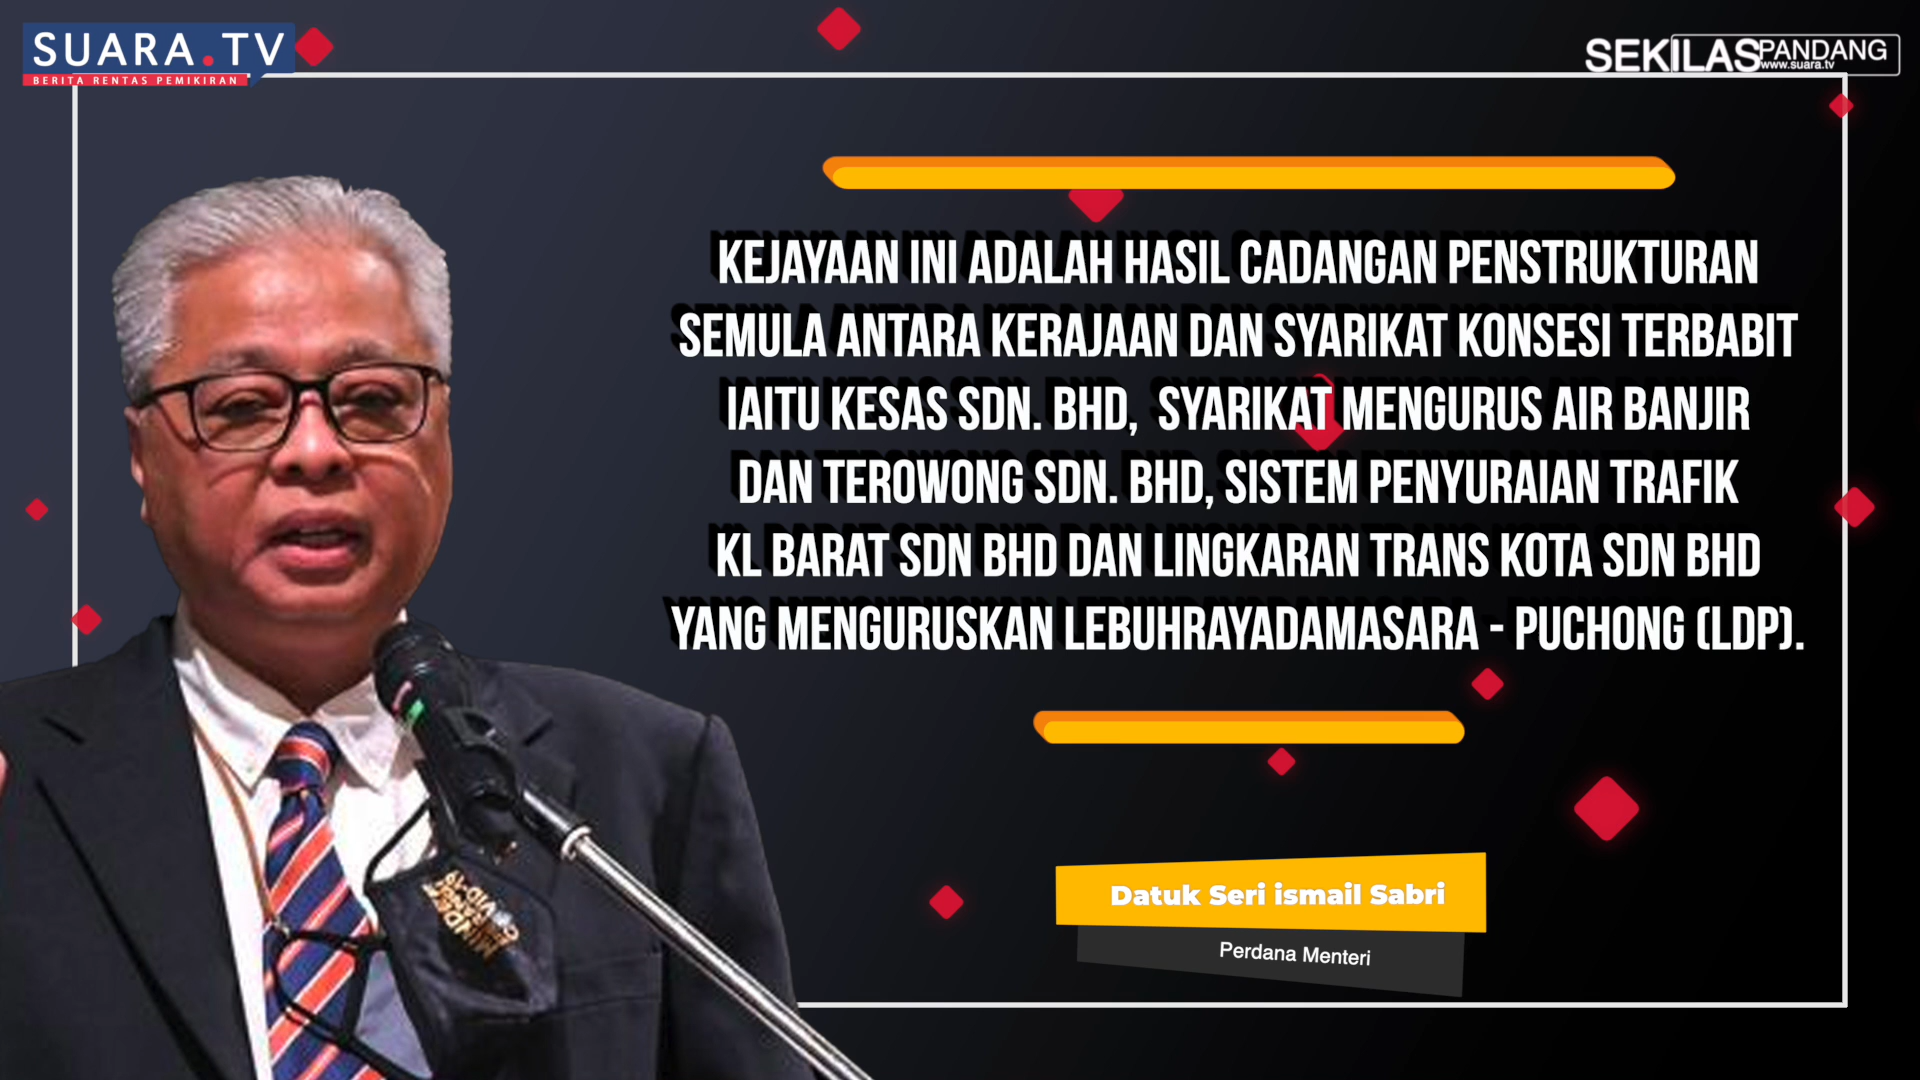 SUARA.TV
BERITA RENTAS PEMIKIRAN
SEKILAS PANDANG
www.suara.tv
KEJAYAAN INI ADALAH HASIL CADANGAN PENSTRUKTURAN
SEMULA ANTARA KERAJAAN DAN SYARIKAT KONSESI TERBABIT
IAITU KESAS SDN. BHD, SYARIKAT MENGURUS AIR BANJIR
DAN TEROWONG SDN. BHD, SISTEM PENYURAIAN TRAFIK
KL BARAT SDN BHD DAN LINGKARAN TRANS KOTA SDN BHD
YANG MENGURUSKAN LEBUHRAYADAMASARA - PUCHONG (LDP).
Datuk Seri ismail Sabri
Perdana Menteri